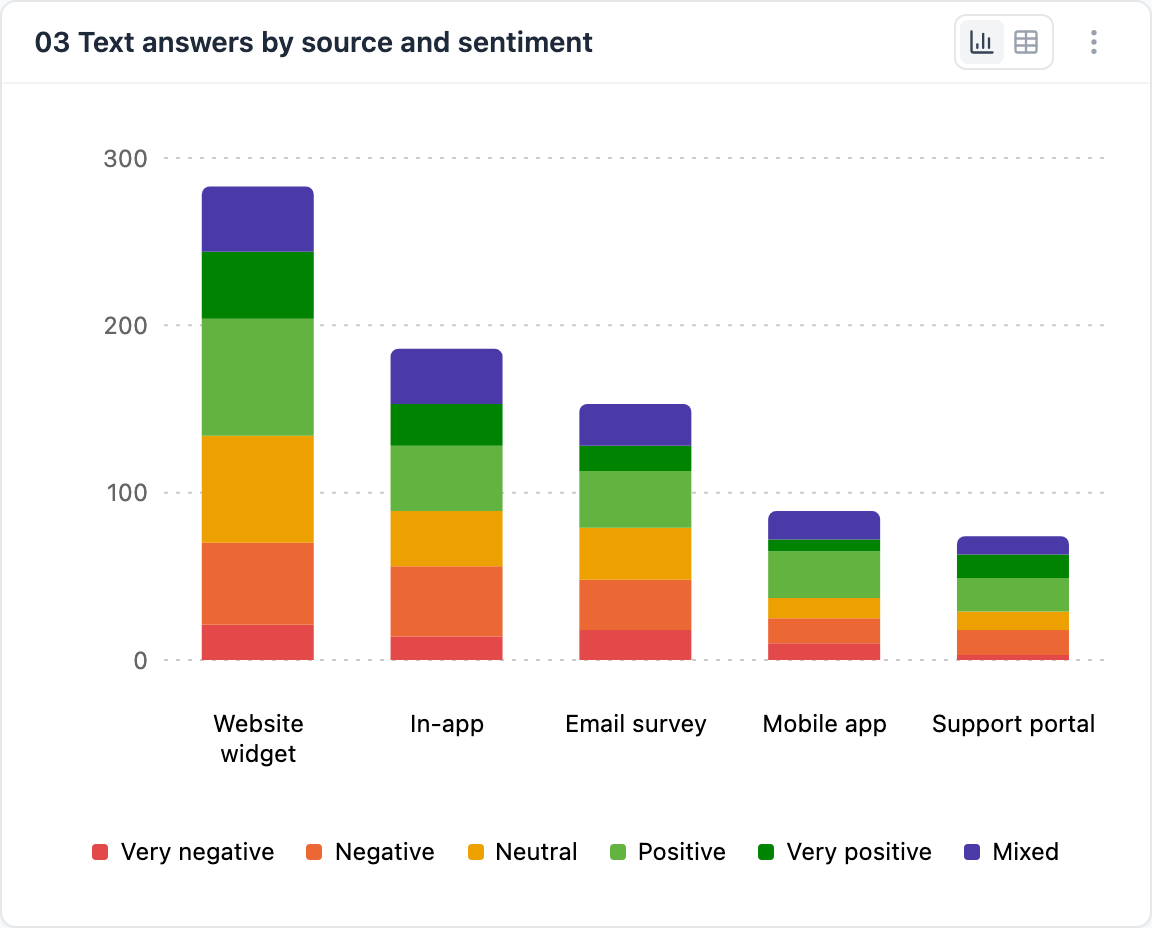 03 Text answers by source and sentiment
300
200
100
0
Website
widget
In-app
Email survey
Mobile app
Support portal
Very negative
Negative
Neutral
Positive
Very positive
Mixed